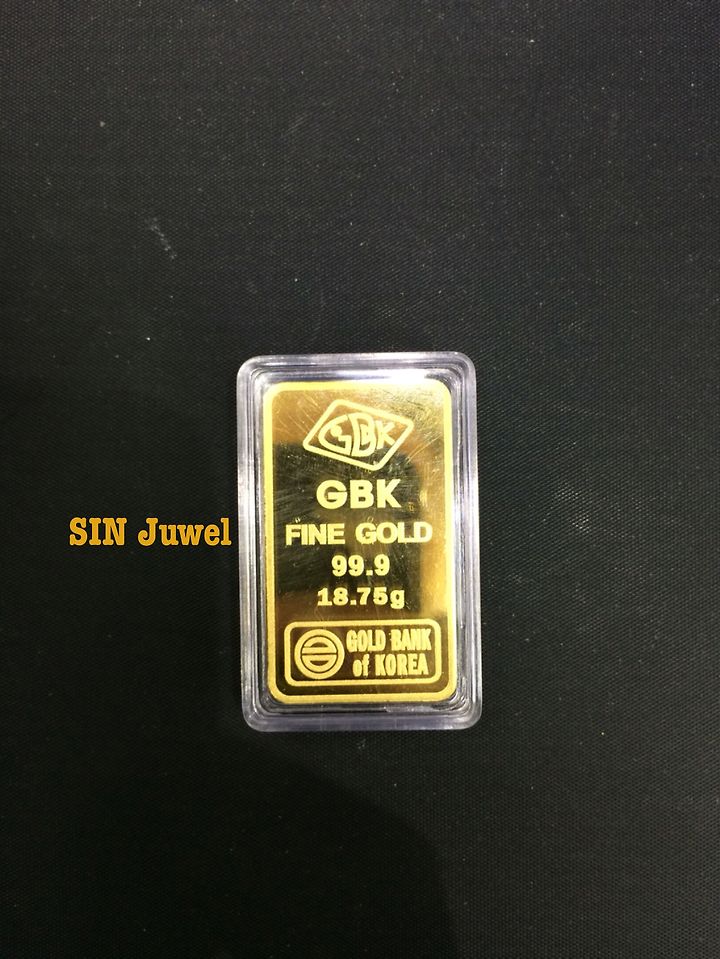 GBK
GBK
FINE GOLD
99.9
18.75g
GOLD BANK
of KOREA
SIN Juwel